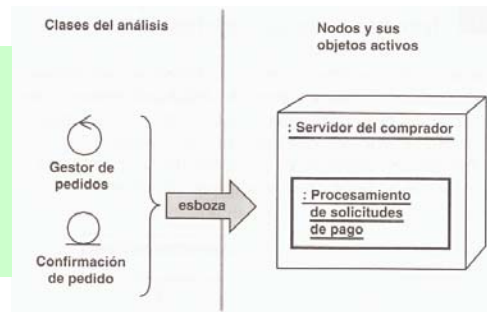 Clases del análisis
Nodos y sus
objetos activos
Gestor de
pedidos
Confirmación
de pedido
esboza
: Servidor del comprador
: Procesamiento
de solicitudes
de pago